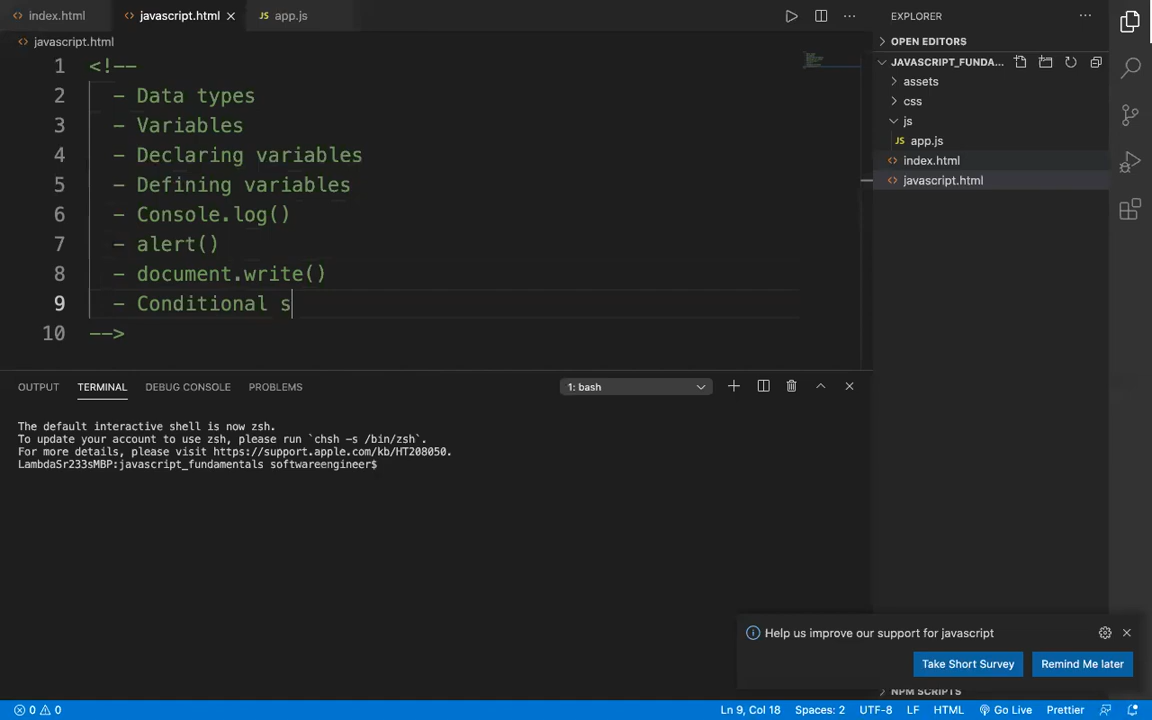 index.html
javascript.html
app.js
EXPLORER
javascript.html
OPEN EDITORS
JAVASCRIPT_FUNDA...
assets
css
js
JS app.js
index.html
javascript.html
1 <!--
2 - Data types
3 - Variables
4 - Declaring variables
5 - Defining variables
6 - Console.log()
7 - alert()
8 - document.write()
9 - Conditional s
10 -->
OUTPUT TERMINAL DEBUG CONSOLE PROBLEMS 1: bash
The default interactive shell is now zsh.
To update your account to use zsh, please run `chsh -s /bin/zsh`.
For more details, please visit https://support.apple.com/kb/HT208050.
LambdaSr233sMBP:javascript_fundamentals softwareengineer$
Help us improve our support for javascript
Take Short Survey Remind Me later
NPM SCRIPTS
0 0 Ln 9, Col 18 Spaces: 2 UTF-8 LF HTML Go Live Prettier